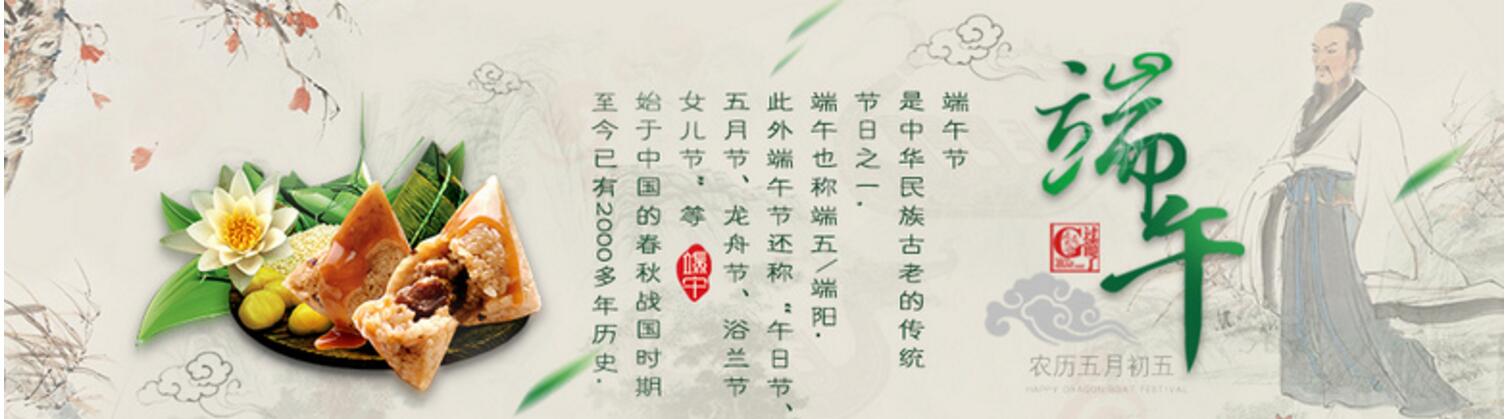 端午
农历五月初五
HAPPY DRAGON BOAT FESTIVAL
端午节
是中华民族古老的传统
节日之一.
端午也称端五/端阳.
此外端午节还称“午日节、
五月节、龙舟节、浴兰节
女儿节”等
端午
始于中国的春秋战国时期
至今已有2000多年历史.